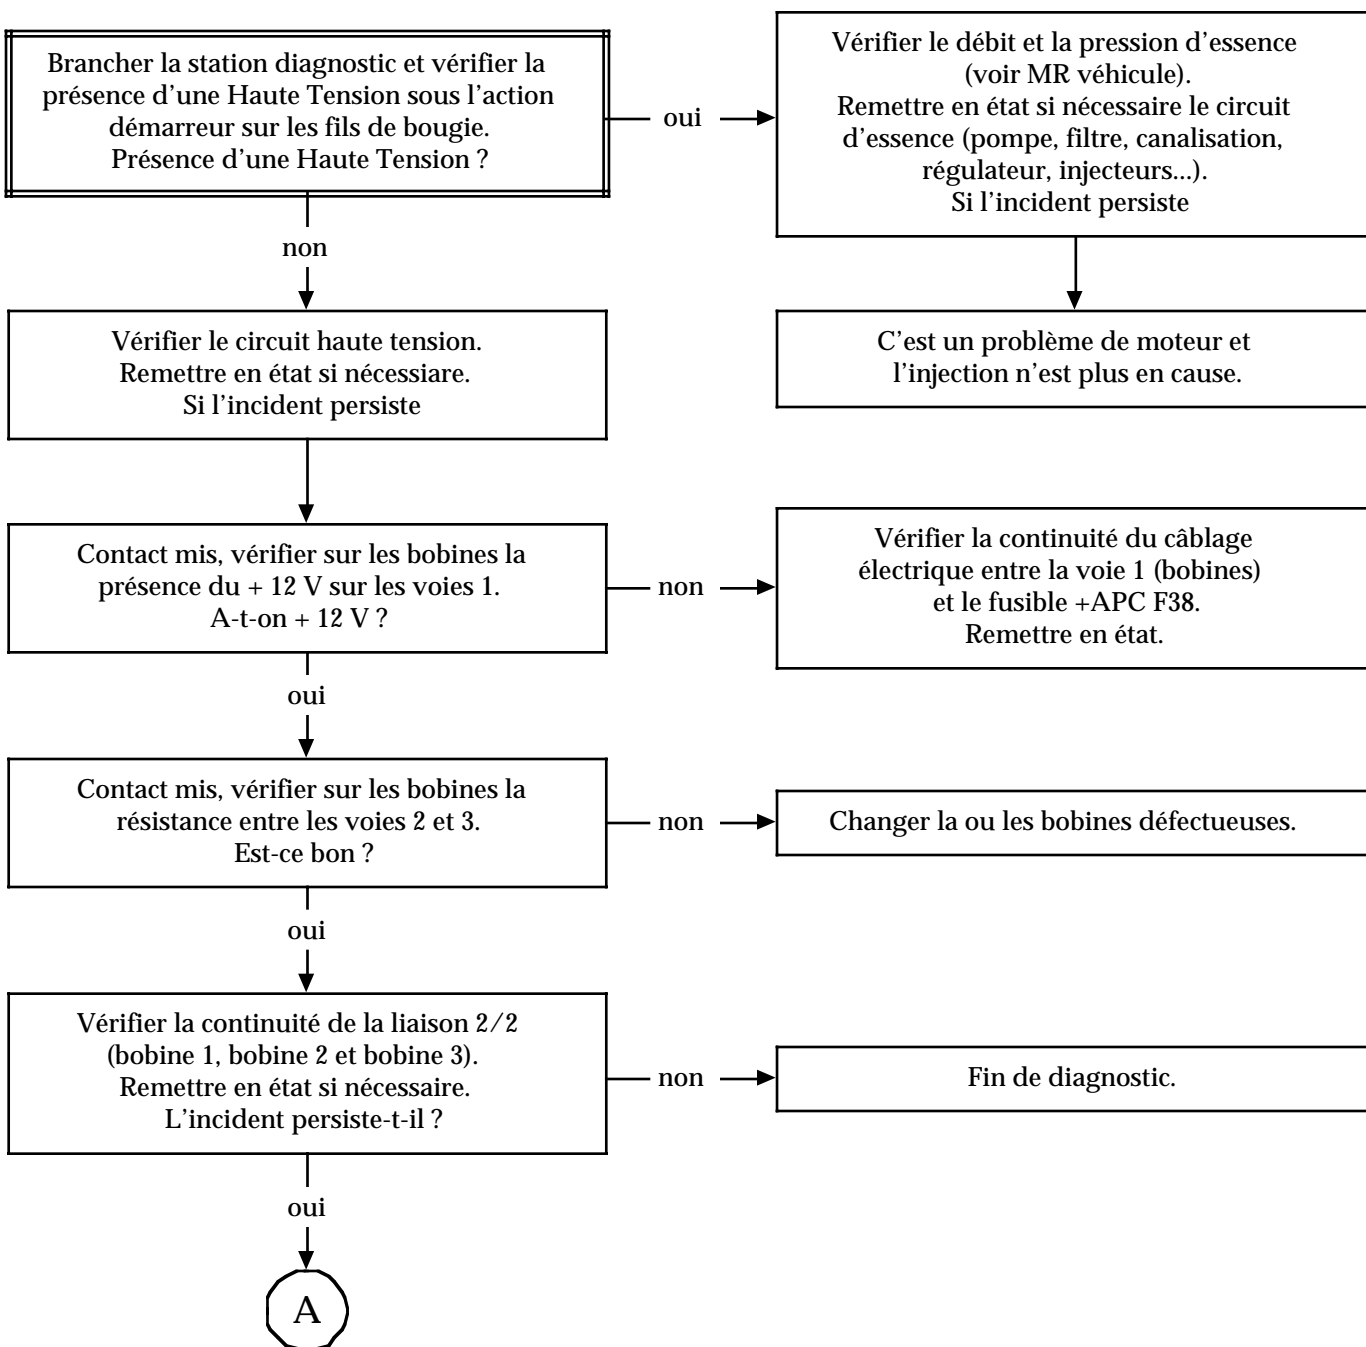 Brancher la station diagnostic et vérifier la
présence d'une Haute Tension sous l'action
démarreur sur les fils de bougie.
Présence d'une Haute Tension ?
oui
Vérifier le débit et la pression d'essence
(voir MR véhicule).
Remettre en état si nécessaire le circuit
d'essence (pompe, filtre, canalisation,
régulateur, injecteurs...).
Si l'incident persiste
non
Vérifier le circuit haute tension.
Remettre en état si nécessiare.
Si l'incident persiste
C'est un problème de moteur et
l'injection n'est plus en cause.
Contact mis, vérifier sur les bobines la
présence du + 12 V sur les voies 1.
A-t-on + 12 V ?
non
Vérifier la continuité du câblage
électrique entre la voie 1 (bobines)
et le fusible +APC F38.
Remettre en état.
oui
Contact mis, vérifier sur les bobines la
résistance entre les voies 2 et 3.
Est-ce bon ?
non
Changer la ou les bobines défectueuses.
oui
Vérifier la continuité de la liaison 2/2
(bobine 1, bobine 2 et bobine 3).
Remettre en état si nécessaire.
L'incident persiste-t-il ?
non
Fin de diagnostic.
oui
A